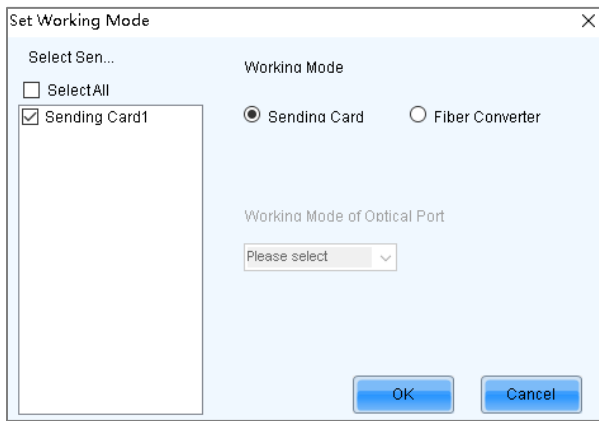 Set Working Mode
Select Sen...
Select All
Sending Card1
Working Mode
Sending Card
Fiber Converter
Working Mode of Optical Port
Please select
OK
Cancel